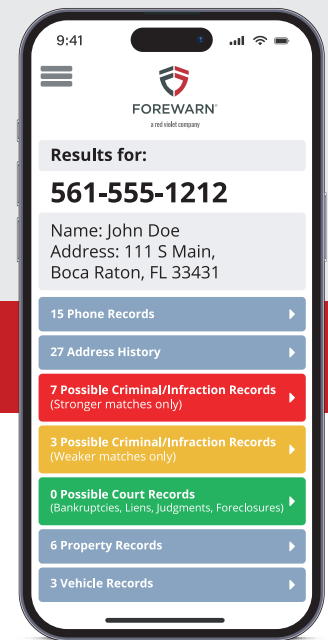 9:41
FOREWARN®
a red violet company
Results for:
561-555-1212
Name: John Doe
Address: 111 S Main,
Boca Raton, FL 33431
15 Phone Records
27 Address History
7 Possible Criminal/Infraction Records
(Stronger matches only)
3 Possible Criminal/Infraction Records
(Weaker matches only)
0 Possible Court Records
(Bankruptcies, Liens, Judgments, Foreclosures)
6 Property Records
3 Vehicle Records